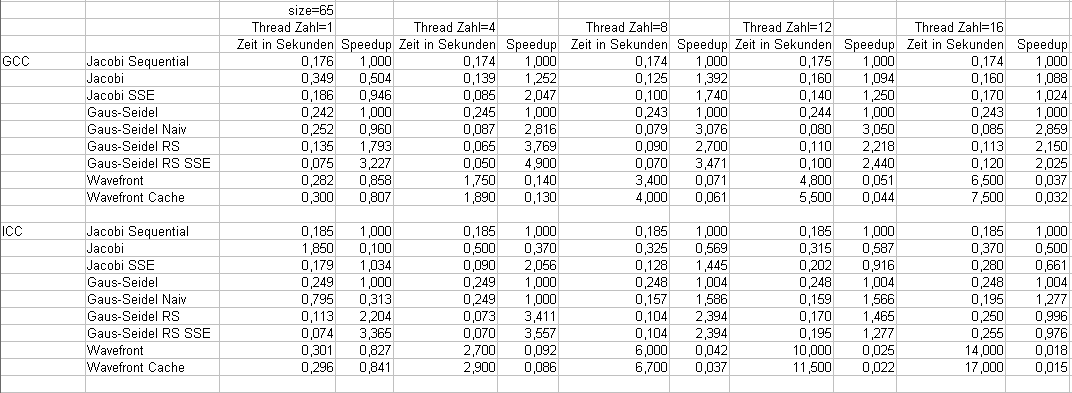 size=65
Thread Zahl=1 Thread Zahl=4 Thread Zahl=8 Thread Zahl=12 Thread Zahl=16
Zeit in Sekunden Speedup Zeit in Sekunden Speedup Zeit in Sekunden Speedup Zeit in Sekunden Speedup Zeit in Sekunden Speedup
GCC Jacobi Sequential 0,176 1,000 0,174 1,000 0,174 1,000 0,175 1,000 0,174 1,000
Jacobi 0,349 0,504 0,139 1,252 0,125 1,392 0,160 1,094 0,160 1,088
Jacobi SSE 0,186 0,946 0,085 2,047 0,100 1,740 0,140 1,250 0,170 1,024
Gaus-Seidel 0,242 1,000 0,245 1,000 0,243 1,000 0,244 1,000 0,243 1,000
Gaus-Seidel Naiv 0,252 0,960 0,087 2,816 0,079 3,076 0,080 3,050 0,085 2,859
Gaus-Seidel RS 0,135 1,793 0,065 3,769 0,090 2,700 0,110 2,218 0,113 2,150
Gaus-Seidel RS SSE 0,075 3,227 0,050 4,900 0,070 3,471 0,100 2,440 0,120 2,025
Wavefront 0,282 0,858 1,750 0,140 3,400 0,071 4,800 0,051 6,500 0,037
Wavefront Cache 0,300 0,807 1,890 0,130 4,000 0,061 5,500 0,044 7,500 0,032
ICC Jacobi Sequential 0,185 1,000 0,185 1,000 0,185 1,000 0,185 1,000 0,185 1,000
Jacobi 1,850 0,100 0,500 0,370 0,325 0,569 0,315 0,587 0,370 0,500
Jacobi SSE 0,179 1,034 0,090 2,056 0,128 1,445 0,202 0,916 0,280 0,661
Gaus-Seidel 0,249 1,000 0,249 1,000 0,248 1,004 0,248 1,004 0,248 1,004
Gaus-Seidel Naiv 0,795 0,313 0,249 1,000 0,157 1,586 0,159 1,566 0,195 1,277
Gaus-Seidel RS 0,113 2,204 0,073 3,411 0,104 2,394 0,170 1,465 0,250 0,996
Gaus-Seidel RS SSE 0,074 3,365 0,070 3,557 0,104 2,394 0,195 1,277 0,255 0,976
Wavefront 0,301 0,827 2,700 0,092 6,000 0,042 10,000 0,025 14,000 0,018
Wavefront Cache 0,296 0,841 2,900 0,086 6,700 0,037 11,500 0,022 17,000 0,015